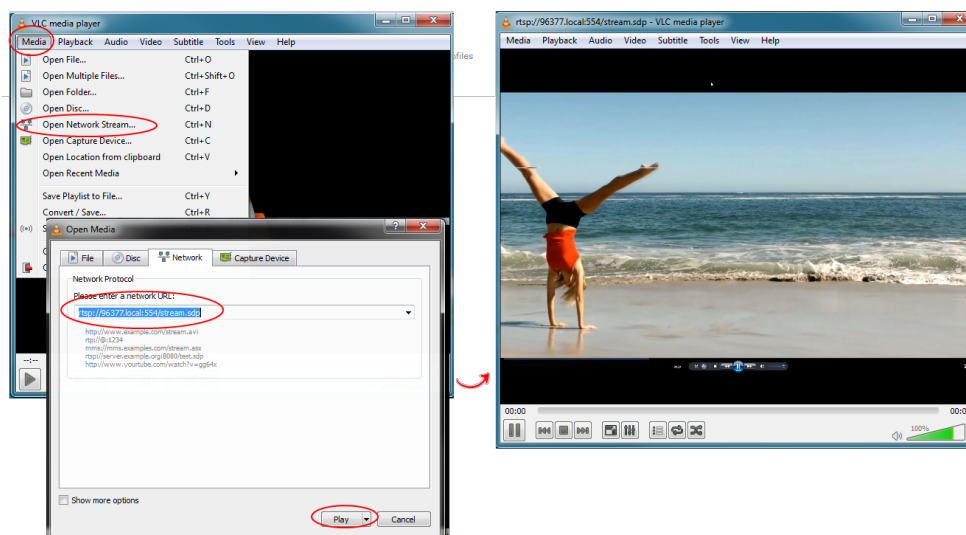 VLC media player
Media Playback Audio Video Subtitle Tools View Help
Open File... Ctrl+O
Open Multiple Files... Ctrl+Shift+O
Open Folder... Ctrl+F
Open Disc... Ctrl+D
Open Network Stream... Ctrl+N
Open Capture Device... Ctrl+C
Open Location from clipboard Ctrl+V
Open Recent Media
Save Playlist to File... Ctrl+Y
Convert / Save... Ctrl+R
ofiles
--:--
Open Media
File Disc Network Capture Device
Network Protocol
Please enter a network URL:
rtsp://96377.local:554/stream.sdp
http://www.example.com/stream.avi
rtp://@:1234
mms://mms.examples.com/stream.asx
rtsp://server.example.org:8080/test.sdp
http://www.yourtube.com/watch?v=gg64x
Show more options
Play Cancel
rtsp://96377.local:554/stream.sdp - VLC media player
Media Playback Audio Video Subtitle Tools View Help
00:00 00:0
100%